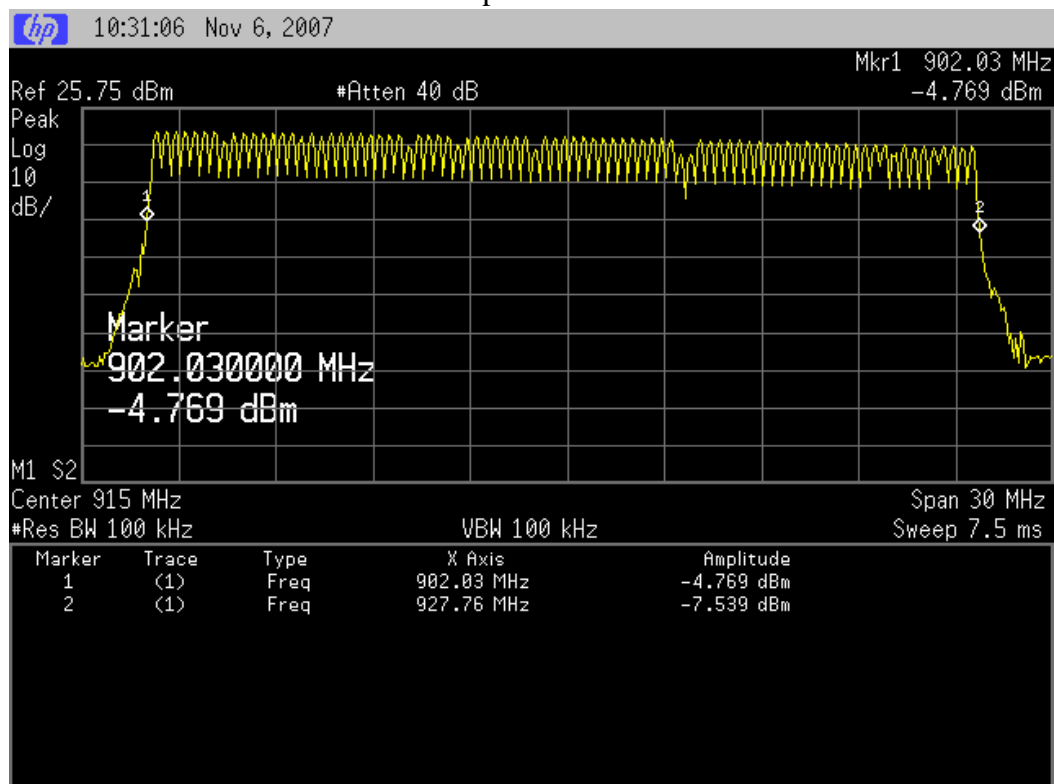 hp 10:31:06 Nov 6, 2007
Mkr1 902.03 MHz
Ref 25.75 dBm #Atten 40 dB -4.769 dBm
Peak
Log
10
dB/
1
2
Marker
902.030000 MHz
-4.769 dBm
M1 S2
Center 915 MHz Span 30 MHz
#Res BW 100 kHz VBW 100 kHz Sweep 7.5 ms
Marker Trace Type X Axis Amplitude
1 (1) Freq 902.03 MHz -4.769 dBm
2 (1) Freq 927.76 MHz -7.539 dBm